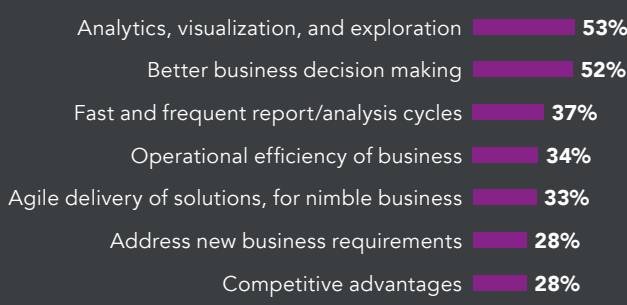 Analytics, visualization, and exploration 53%
Better business decision making 52%
Fast and frequent report/analysis cycles 37%
Operational efficiency of business 34%
Agile delivery of solutions, for nimble business 33%
Address new business requirements 28%
Competitive advantages 28%